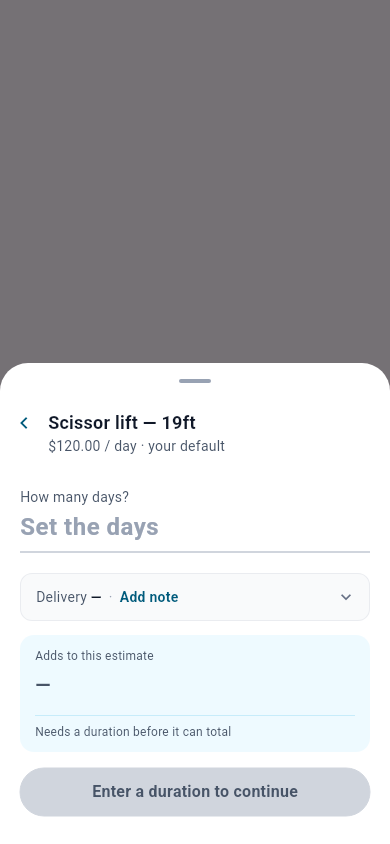 Scissor lift — 19ft
$120.00 / day · your default
How many days?
Set the days
Delivery — · Add note
Adds to this estimate
—
Needs a duration before it can total
Enter a duration to continue